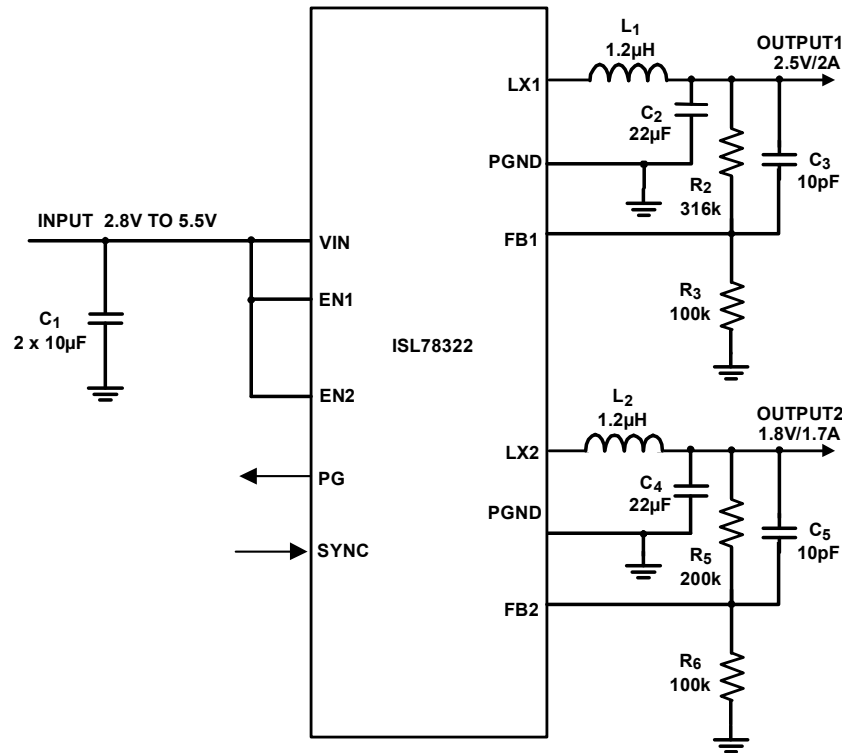 L1
1.2µH
OUTPUT1
2.5V/2A
LX1
C2
22µF
PGND
R2
316k
C3
10pF
INPUT 2.8V TO 5.5V
VIN
FB1
EN1
R3
100k
C1
2 x 10µF
ISL78322
EN2
L2
1.2µH
OUTPUT2
1.8V/1.7A
LX2
PG
C4
22µF
PGND
C5
10pF
SYNC
R5
200k
FB2
R6
100k